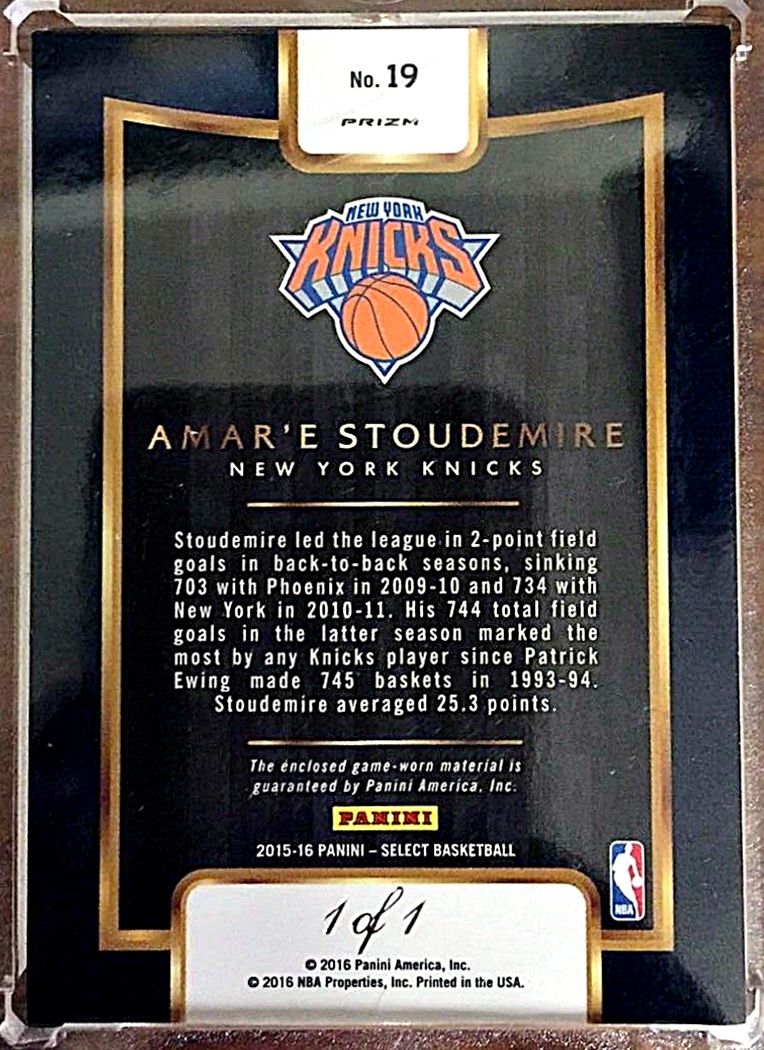 No. 19
PRIZM
NEW YORK
KNICKS
AMAR'E STOUDEMIRE
NEW YORK KNICKS
Stoudemire led the league in 2-point field
goals in back-to-back seasons, sinking
703 with Phoenix in 2009-10 and 734 with
New York in 2010-11. His 744 total field
goals in the latter season marked the
most by any Knicks player since Patrick
Ewing made 745 baskets in 1993-94.
Stoudemire averaged 25.3 points.
The enclosed game-worn material is
guaranteed by Panini America, Inc.
PANINI
2015-16 PANINI – SELECT BASKETBALL
NBA
1 of 1
© 2016 Panini America, Inc.
© 2016 NBA Properties, Inc. Printed in the USA.